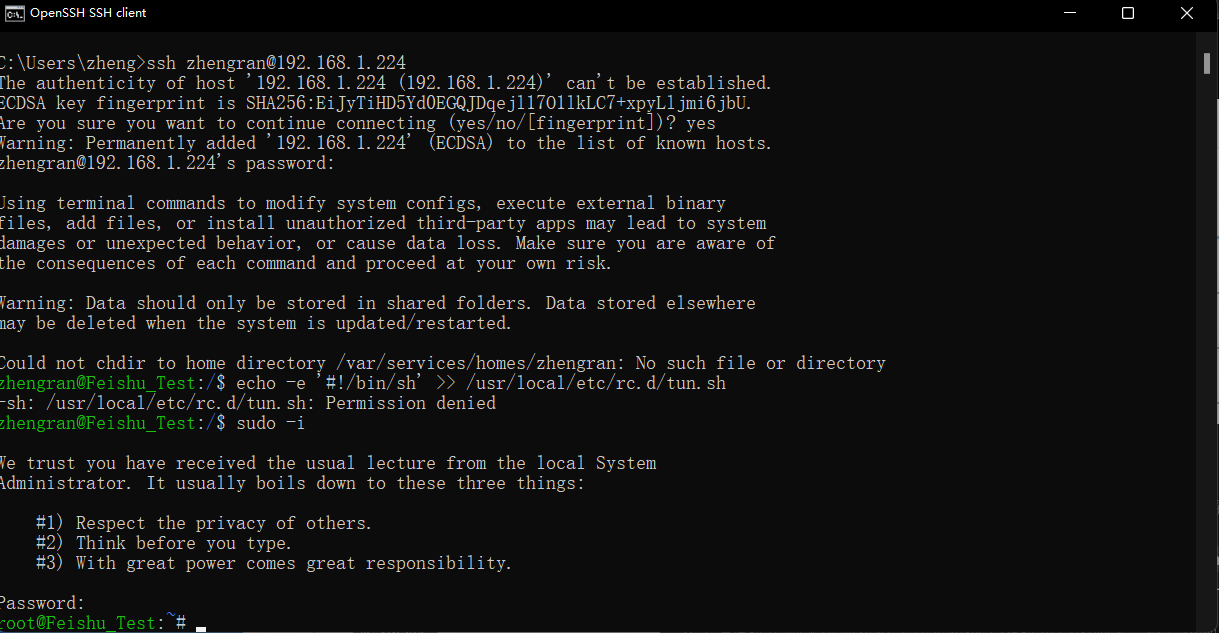 OpenSSH SSH client
C:\Users\zheng>ssh zhengran@192.168.1.224
The authenticity of host '192.168.1.224 (192.168.1.224)' can't be established.
ECDSA key fingerprint is SHA256:EiJyTiHD5Yd0EGQJDqejl17O1lkLC7+xpyLljmi6jbU.
Are you sure you want to continue connecting (yes/no/[fingerprint])? yes
Warning: Permanently added '192.168.1.224' (ECDSA) to the list of known hosts.
zhengran@192.168.1.224's password:
Using terminal commands to modify system configs, execute external binary
files, add files, or install unauthorized third-party apps may lead to system
damages or unexpected behavior, or cause data loss. Make sure you are aware of
the consequences of each command and proceed at your own risk.
Warning: Data should only be stored in shared folders. Data stored elsewhere
may be deleted when the system is updated/restarted.
Could not chdir to home directory /var/services/homes/zhengran: No such file or directory
zhengran@Feishu_Test:/$ echo -e '#!/bin/sh' >> /usr/local/etc/rc.d/tun.sh
-sh: /usr/local/etc/rc.d/tun.sh: Permission denied
zhengran@Feishu_Test:/$ sudo -i
We trust you have received the usual lecture from the local System
Administrator. It usually boils down to these three things:
#1) Respect the privacy of others.
#2) Think before you type.
#3) With great power comes great responsibility.
Password:
root@Feishu_Test:~#